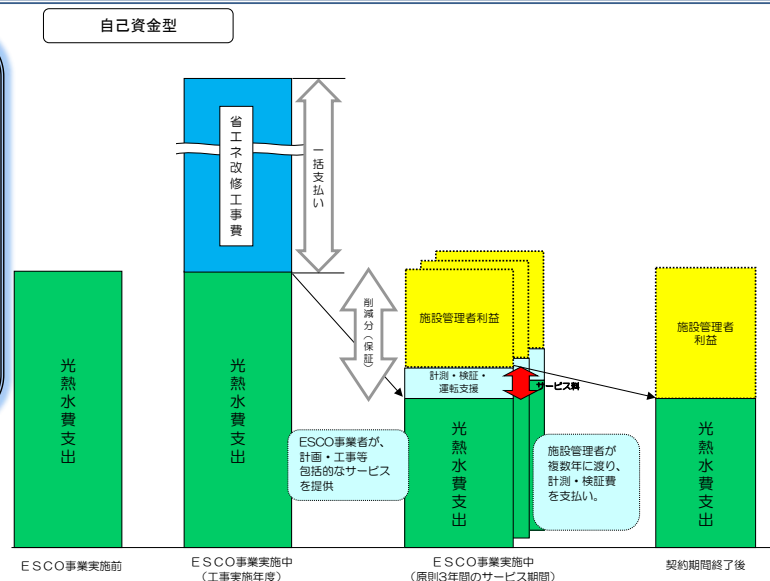 自己資金型
省エネ改修工事費
一括支払い
削減分（保証）
光熱水費支出
光熱水費支出
施設管理者利益
計測・検証・
運転支援
サービス料
光熱水費支出
施設管理者
利益
光熱水費支出
ESCO事業者が、
計画・工事等
包括的なサービス
を提供
施設管理者が
複数年に渡り、
計測・検証費
を支払い。
ＥＳＣＯ事業実施前
ＥＳＣＯ事業実施中
（工事実施年度）
ＥＳＣＯ事業実施中
（原則3年間のサービス期間）
契約期間終了後